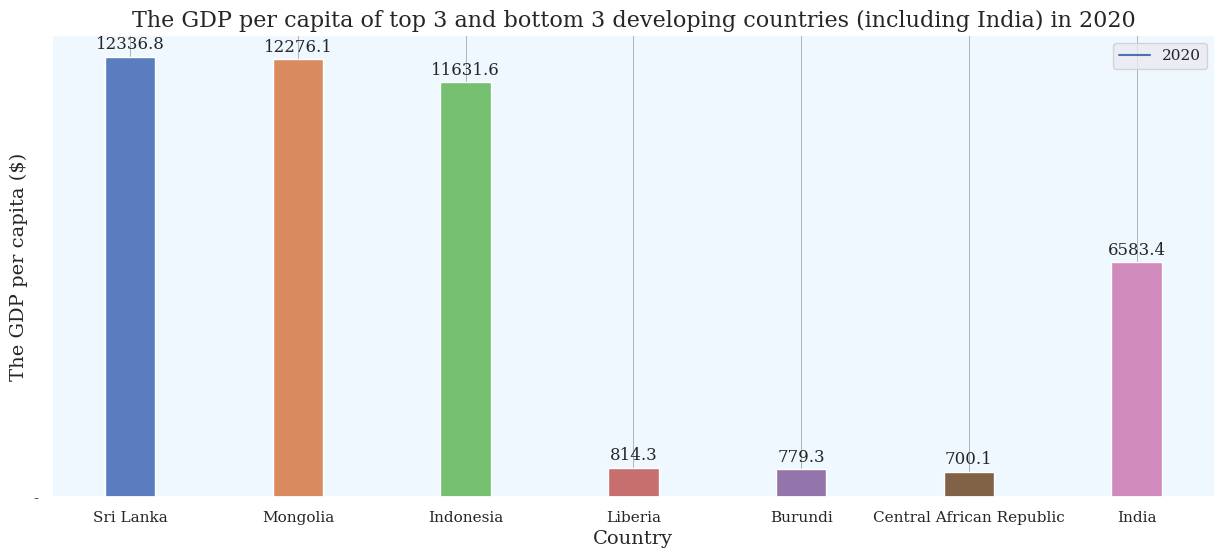 The GDP per capita of top 3 and bottom 3 developing countries (including India) in 2020
12336.8
12276.1
11631.6
814.3
779.3
700.1
6583.4
2020
The GDP per capita ($)
-
Sri Lanka
Mongolia
Indonesia
Liberia
Burundi
Central African Republic
India
Country